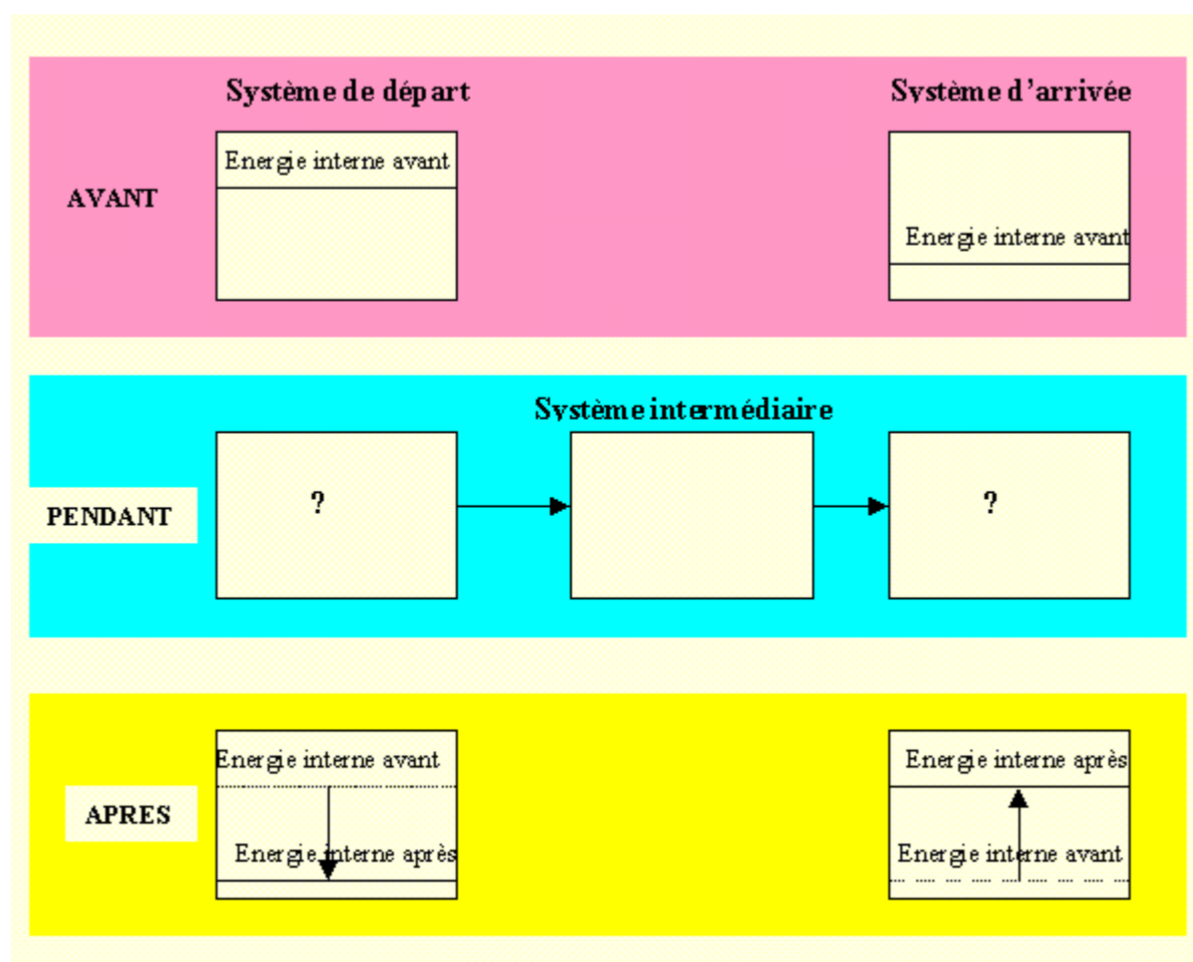 Système de départ
Système d'arrivée
Energie interne avant
AVANT
Energie interne avant
Système intermédiaire
?
?
PENDANT
Energie interne avant
Energie interne après
APRES
Energie interne après
Energie interne avant